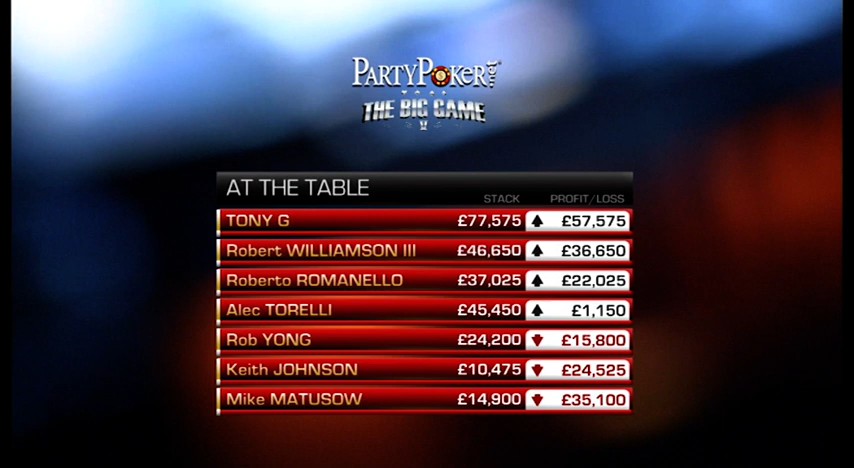 PARTYPOKER.net
THE BIG GAME
V
AT THE TABLE STACK PROFIT/LOSS
TONY G £77,575 £57,575
Robert WILLIAMSON III £46,650 £36,650
Roberto ROMANELLO £37,025 £22,025
Alec TORELLI £45,450 £1,150
Rob YONG £24,200 £15,800
Keith JOHNSON £10,475 £24,525
Mike MATUSOW £14,900 £35,100